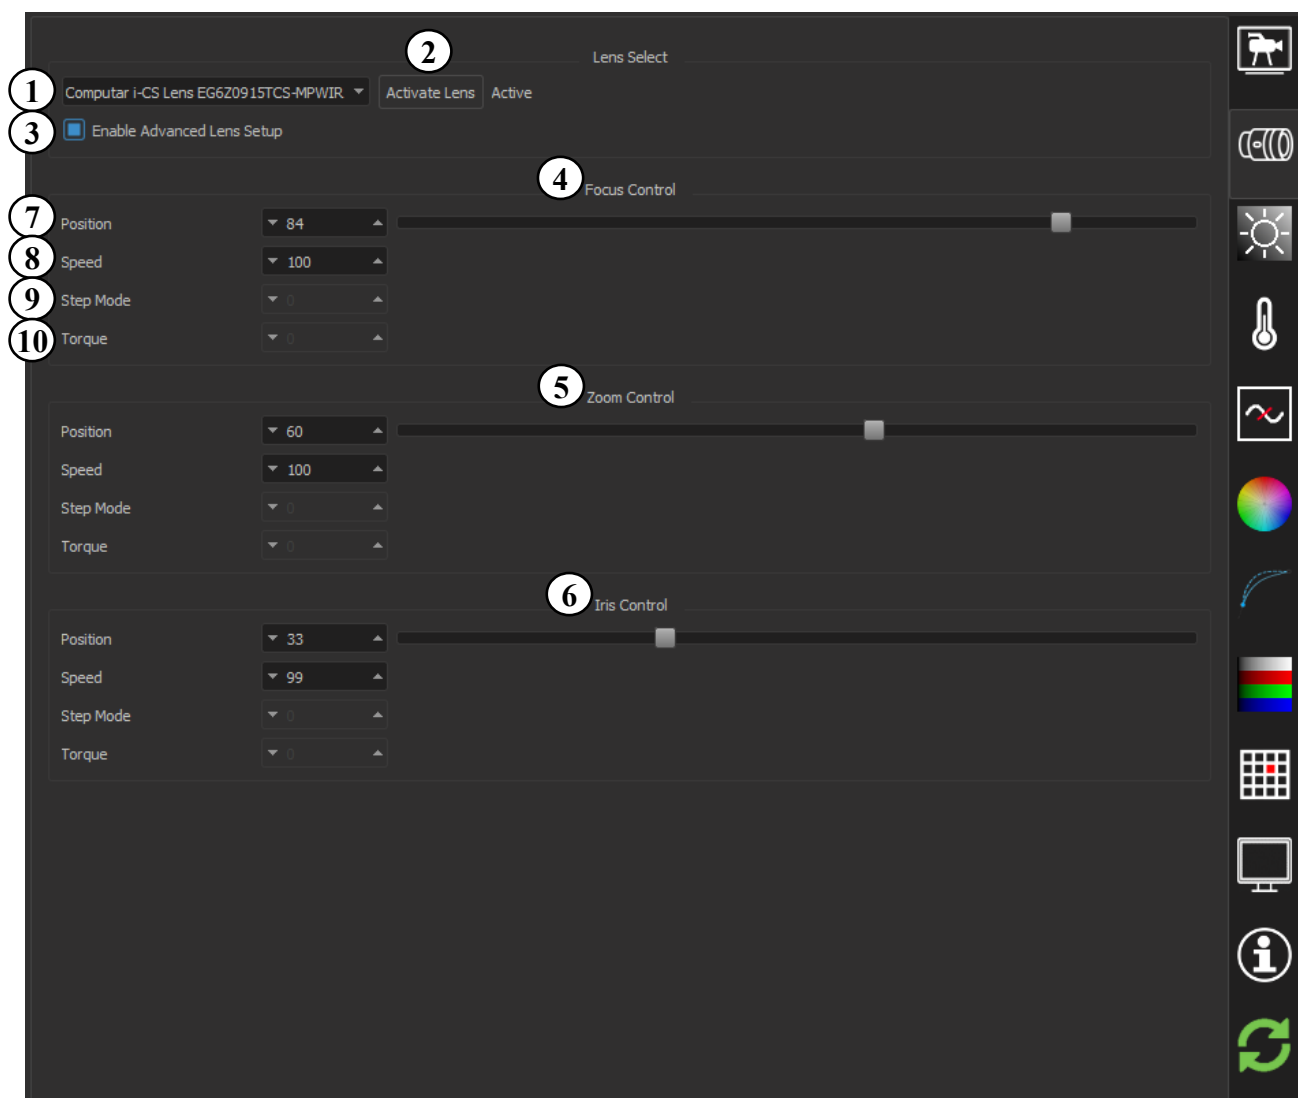 2
Lens Select
1 Computar i-CS Lens EG6Z0915TCS-MPWIR Activate Lens Active
3 Enable Advanced Lens Setup
4 Focus Control
7 Position 84
8 Speed 100
9 Step Mode 0
10 Torque 0
5 Zoom Control
Position 60
Speed 100
Step Mode 0
Torque 0
6 Iris Control
Position 33
Speed 99
Step Mode 0
Torque 0